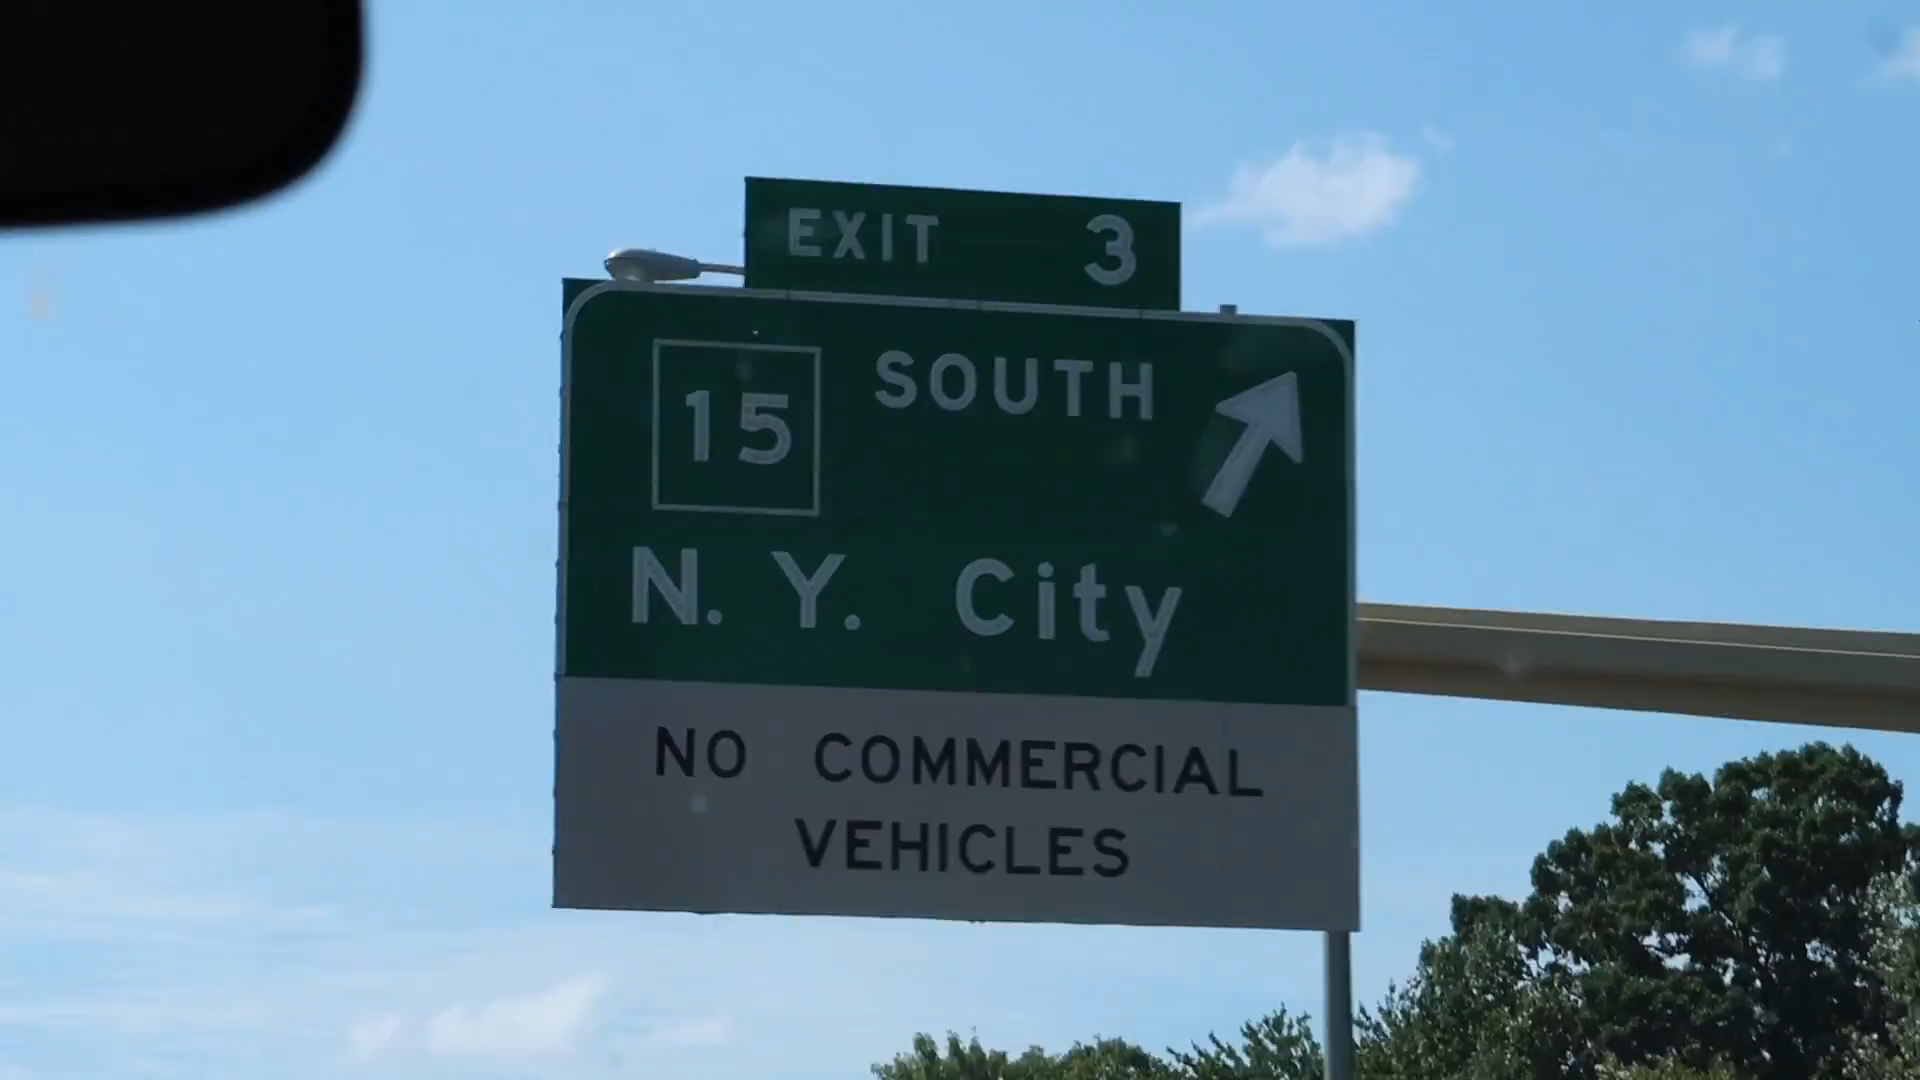 EXIT 3
15 SOUTH
N. Y. City
NO COMMERCIAL
VEHICLES